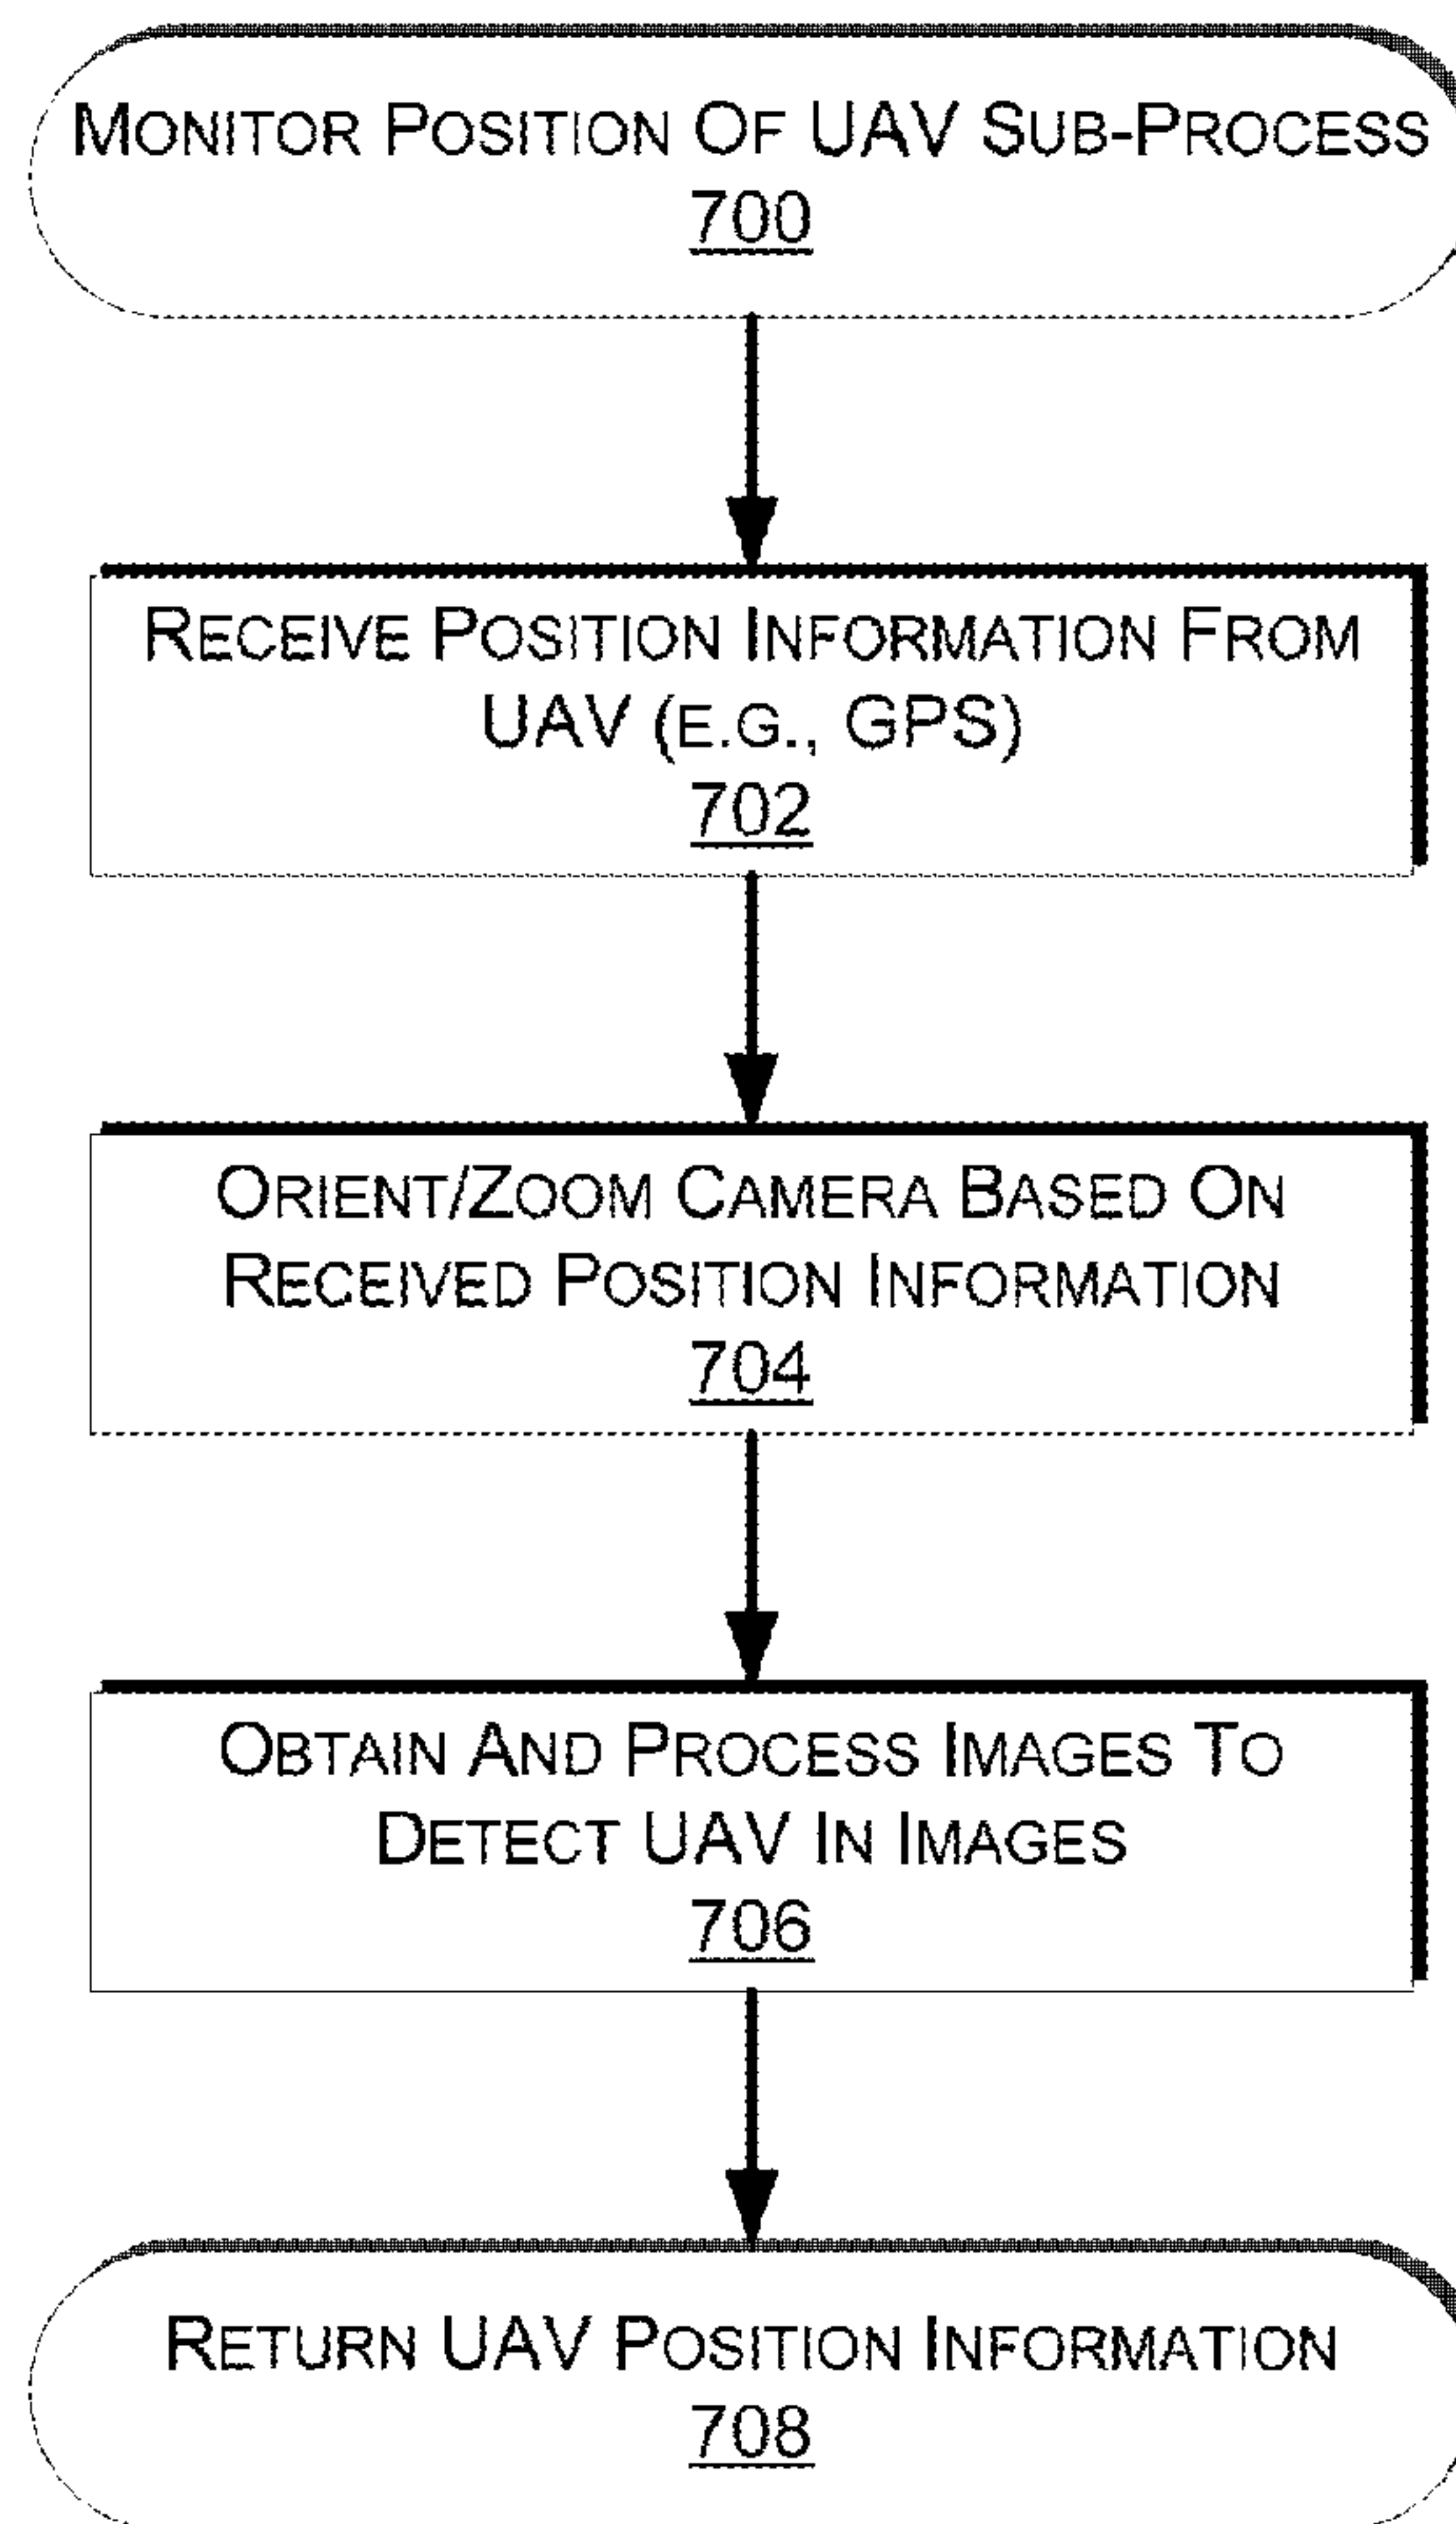 MONITOR POSITION OF UAV SUB-PROCESS
700
RECEIVE POSITION INFORMATION FROM
UAV (E.G., GPS)
702
ORIENT/ZOOM CAMERA BASED ON
RECEIVED POSITION INFORMATION
704
OBTAIN AND PROCESS IMAGES TO
DETECT UAV IN IMAGES
706
RETURN UAV POSITION INFORMATION
708